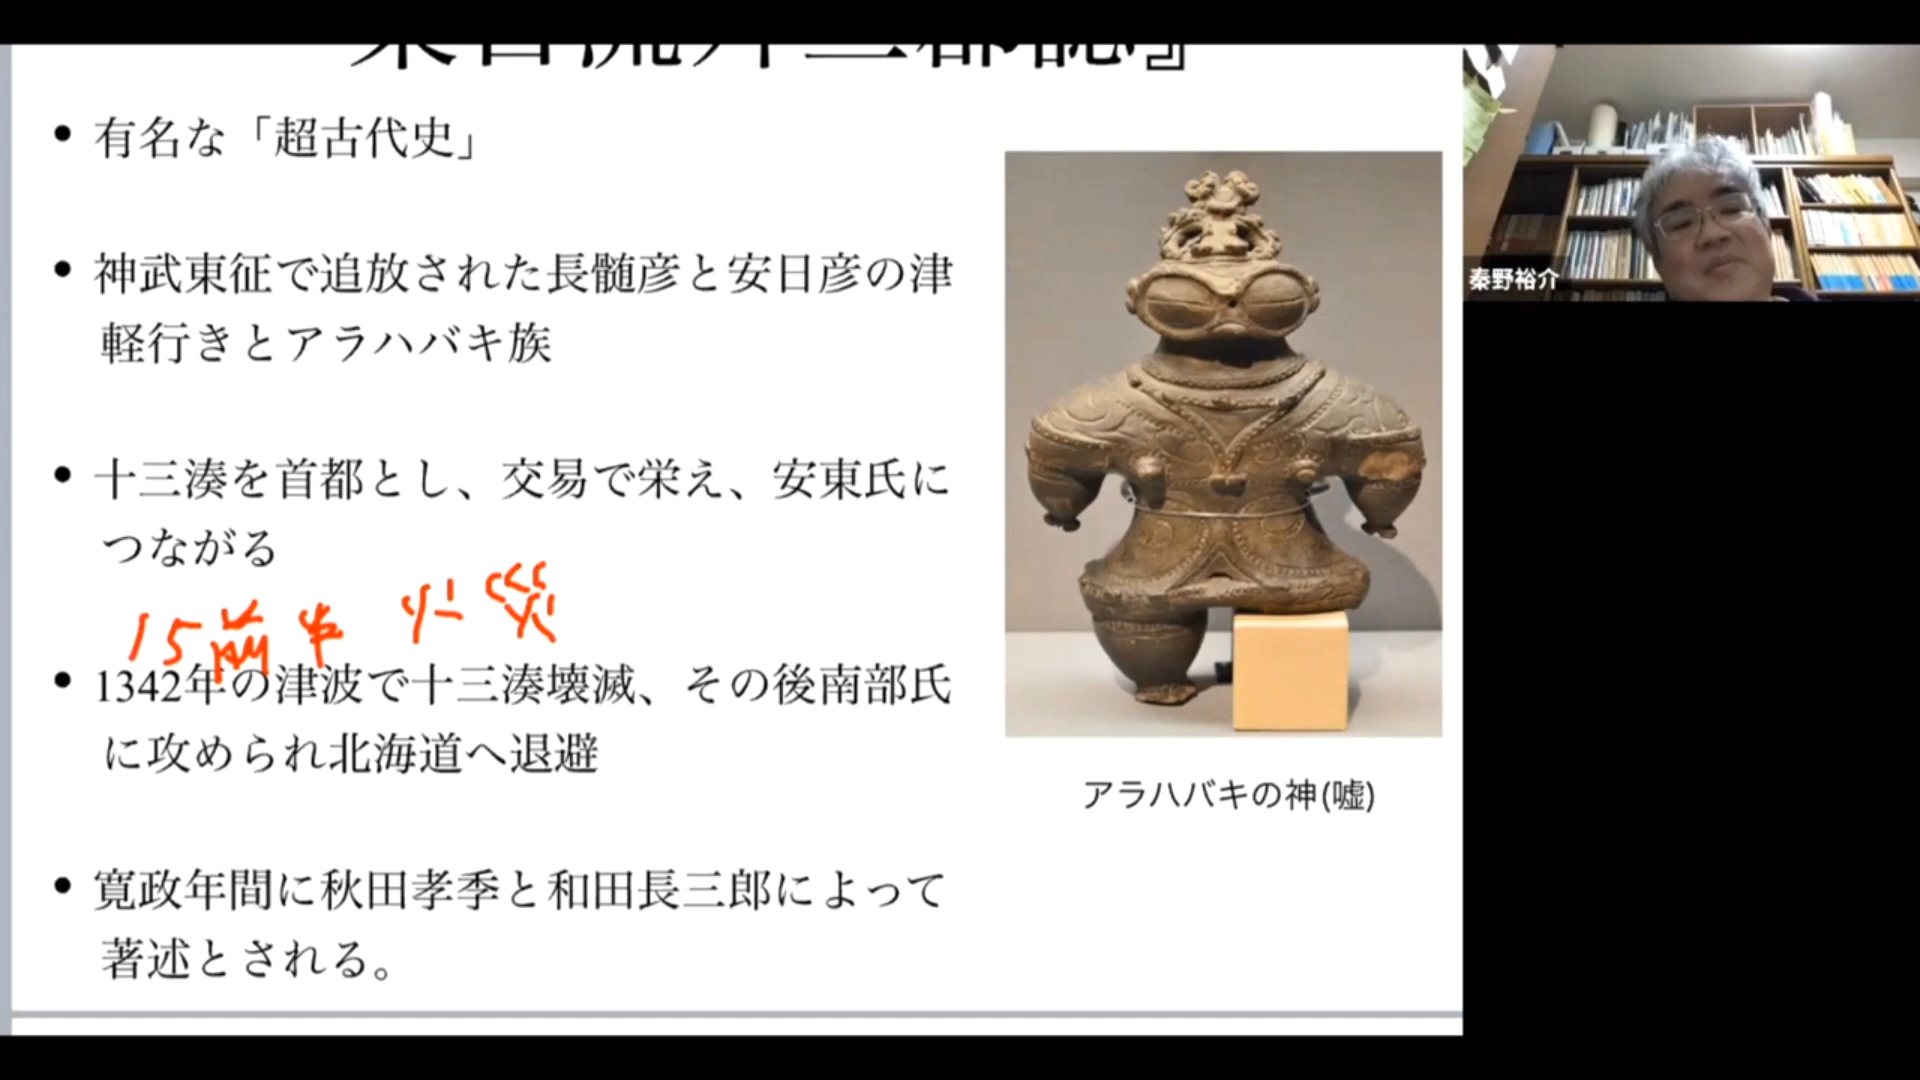 有名な「超古代史」
神武東征で追放された長髄彦と安日彦の津
軽行きとアラハバキ族
十三湊を首都とし、交易で栄え、安東氏に
つながる
15前半 火災
1342年の津波で十三湊壊滅、その後南部氏
に攻められ北海道へ退避
寛政年間に秋田孝季と和田長三郎によって
著述とされる。
アラハバキの神(嘘)
秦野裕介